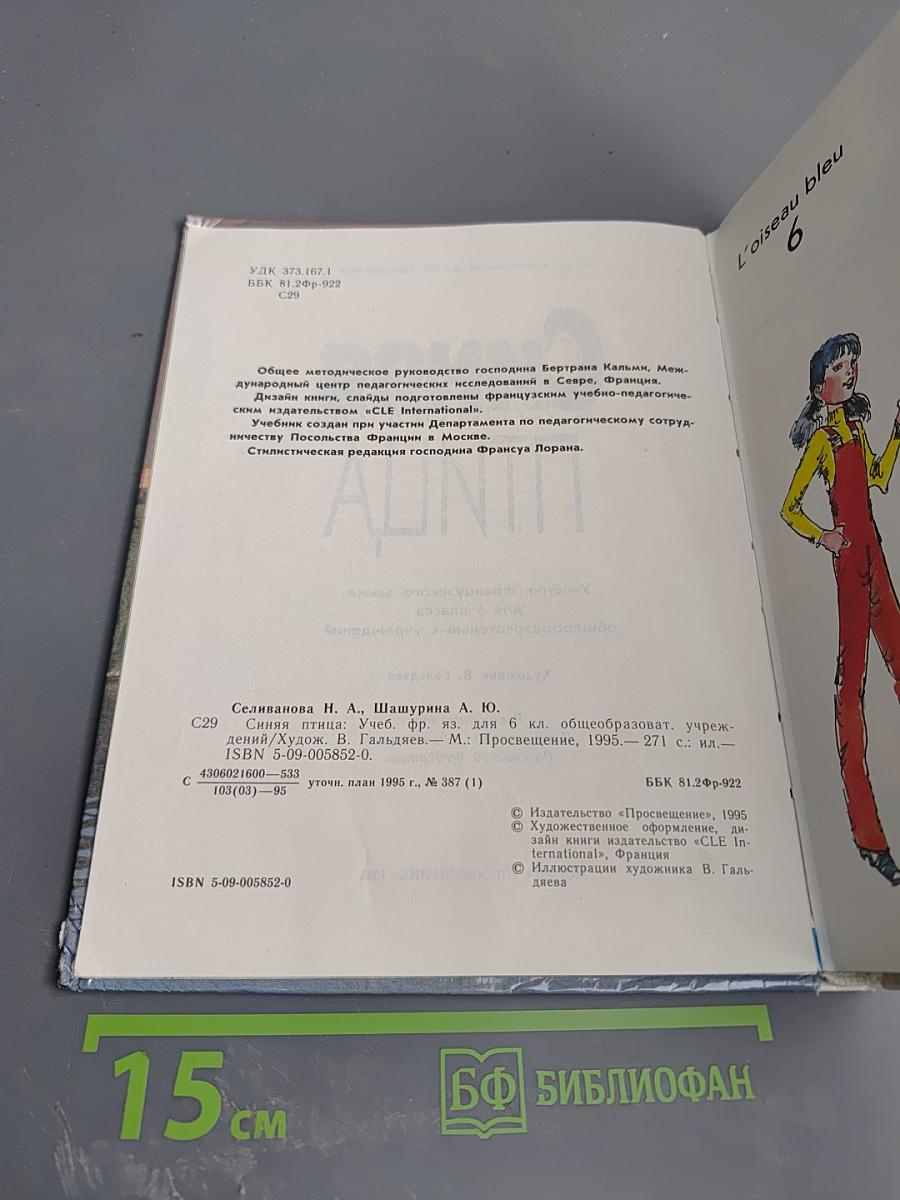 УДК 373.167.1
ББК 81.2Фр-922
С29
Общее методическое руководство господина Бертрана Кальми, Меж-
дународный центр педагогических исследований в Севре, Франция.
Дизайн книги, слайды подготовлены французским учебно-педагогиче-
ским издательством «CLE International».
Учебник создан при участии Департамента по педагогическому сотруд-
ничеству Посольства Франции в Москве.
Стилистическая редакция господина Франсуа Лорана.
Селиванова Н. А., Шашурина А. Ю.
С29 Синяя птица: Учеб. фр. яз. для 6 кл. общеобразоват. учреж-
дений/Худож. В. Гальдяев.— М.: Просвещение, 1995.— 271 с.: ил.—
ISBN 5-09-005852-0.
С 4306021600—533
103(03)—95 уточн. план 1995 г., № 387 (1) ББК 81.2Фр-922
© Издательство «Просвещение», 1995
© Художественное оформление, ди-
зайн книги издательство «CLE In-
ternational», Франция
© Иллюстрации художника В. Галь-
дяева
ISBN 5-09-005852-0
L'oiseau bleu
6
15 см
БФ БИБЛИОФАН